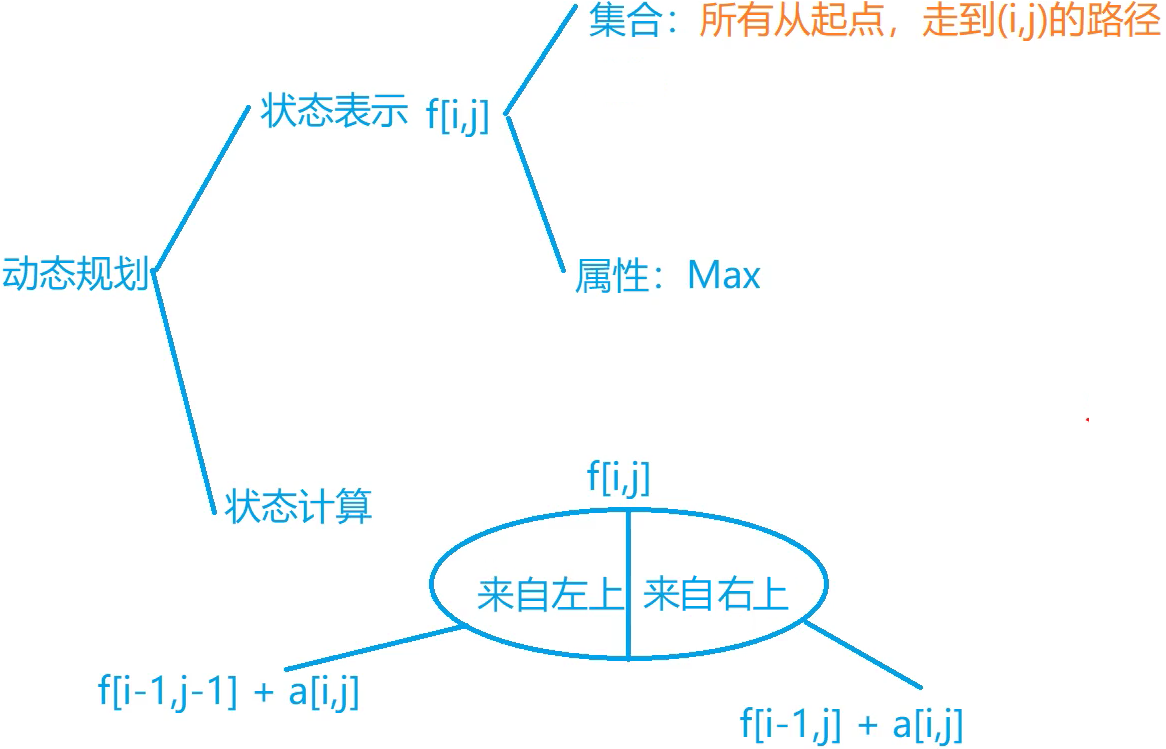 集合：所有从起点，走到(i,j)的路径
状态表示 f[i,j]
动态规划
属性：Max
状态计算
f[i,j]
来自左上 来自右上
f[i-1,j-1] + a[i,j]
f[i-1,j] + a[i,j]